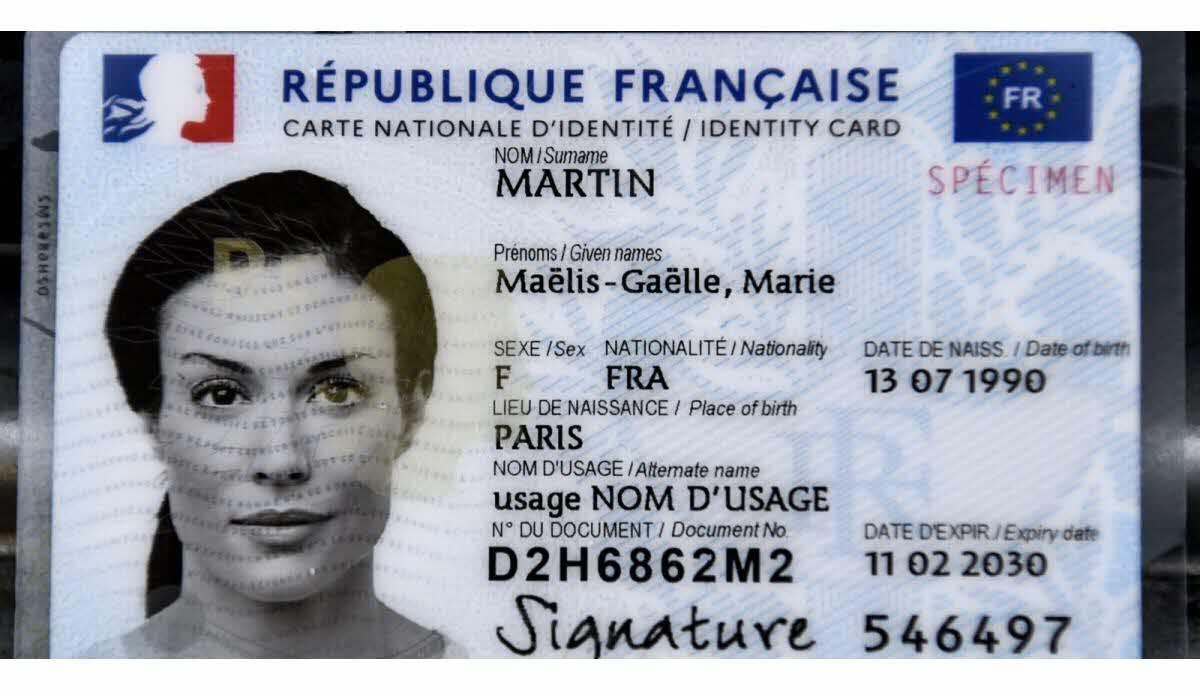 RÉPUBLIQUE FRANÇAISE
FR
CARTE NATIONALE D'IDENTITÉ / IDENTITY CARD
SPÉCIMEN
NOM / Surname
MARTIN
Prénoms / Given names
Maëlis-Gaëlle, Marie
SEXE / Sex NATIONALITÉ / Nationality DATE DE NAISS. / Date of birth
F FRA 13 07 1990
LIEU DE NAISSANCE / Place of birth
PARIS
NOM D'USAGE / Alternate name
usage NOM D'USAGE
N° DU DOCUMENT / Document No. DATE D'EXPIR. / Expiry date
D2H6862M2 11 02 2030
Signature 546497
RF